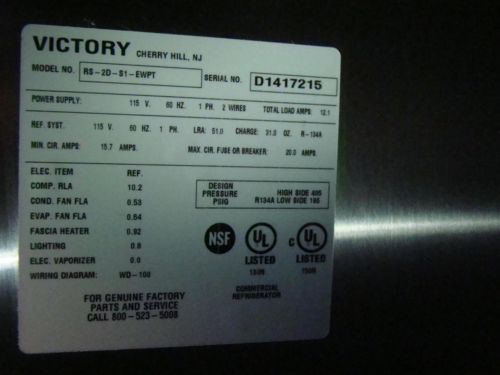 VICTORY CHERRY HILL, NJ
MODEL NO. RS-2D-S1-EWPT SERIAL NO. D1417215
POWER SUPPLY: 115 V. 60 HZ. 1 PH. 2 WIRES TOTAL LOAD AMPS: 12.1
REF. SYST. 115 V. 60 HZ. 1 PH. LRA: 51.0 CHARGE: 31.0 OZ. R-134A
MIN. CIR. AMPS: 15.7 AMPS. MAX. CIR. FUSE OR BREAKER: 20.0 AMPS.
ELEC. ITEM REF.
COMP. RLA 10.2
COND. FAN FLA 0.53
EVAP. FAN FLA 0.64
FASCIA HEATER 0.92
LIGHTING 0.8
ELEC. VAPORIZER 0.0
WIRING DIAGRAM: WD-100
DESIGN PRESSURE PSIG
HIGH SIDE 495
R134A LOW SIDE 195
NSF
UL LISTED 150N
C UL LISTED 150N
COMMERCIAL
REFRIGERATOR
FOR GENUINE FACTORY
PARTS AND SERVICE
CALL 800-523-5008